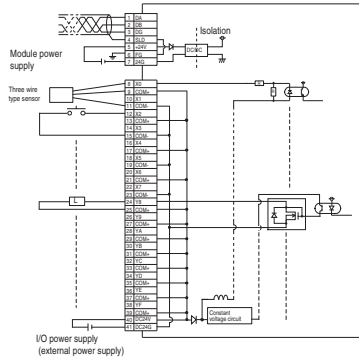 1 DA
2 DB
3 DG
4 SLD
5 +24V
6 FG
7 24G
Isolation
DC/DC
Module power
supply
Three wire
type sensor
8 X0
9 COM+
10 X1
11 COM-
12 X2
13 COM+
14 X3
15 COM-
16 X4
17 COM+
18 X5
19 COM-
20 X6
21 COM+
22 X7
23 COM-
24 Y8
25 COM+
26 Y9
27 COM+
28 YA
29 COM+
30 YB
31 COM+
32 YC
33 COM+
34 YD
35 COM+
36 YE
37 COM+
38 YF
39 COM+
40 DC24V
41 DC24G
L
Constant
voltage circuit
I/O power supply
(external power supply)